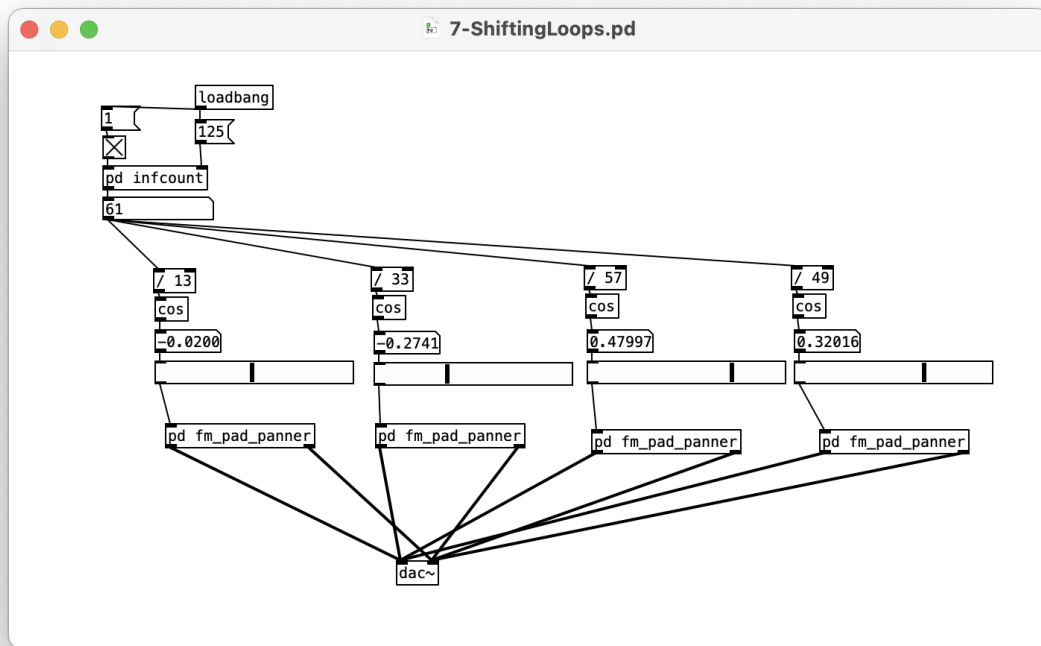 7-ShiftingLoops.pd
loadbang
1
125
pd infcount
61
/ 13
/ 33
/ 57
/ 49
cos
cos
cos
cos
-0.0200
-0.2741
0.47997
0.32016
pd fm_pad_panner
pd fm_pad_panner
pd fm_pad_panner
pd fm_pad_panner
dac~